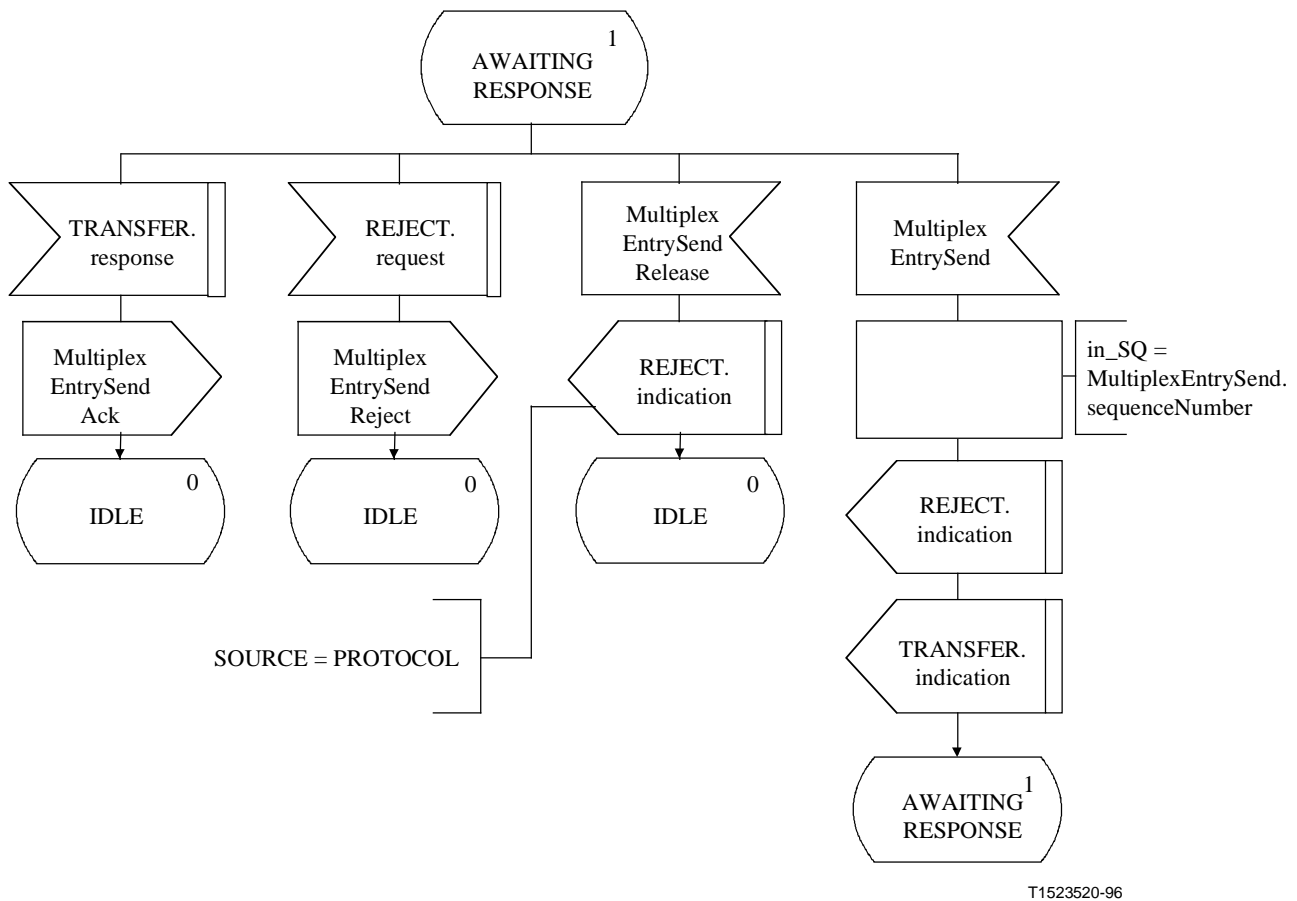 1
AWAITING
RESPONSE
TRANSFER.
response
REJECT.
request
Multiplex
EntrySend
Release
Multiplex
EntrySend
Multiplex
EntrySend
Ack
Multiplex
EntrySend
Reject
REJECT.
indication
in_SQ =
MultiplexEntrySend.
sequenceNumber
0
IDLE
0
IDLE
0
IDLE
REJECT.
indication
SOURCE = PROTOCOL
TRANSFER.
indication
1
AWAITING
RESPONSE
T1523520-96